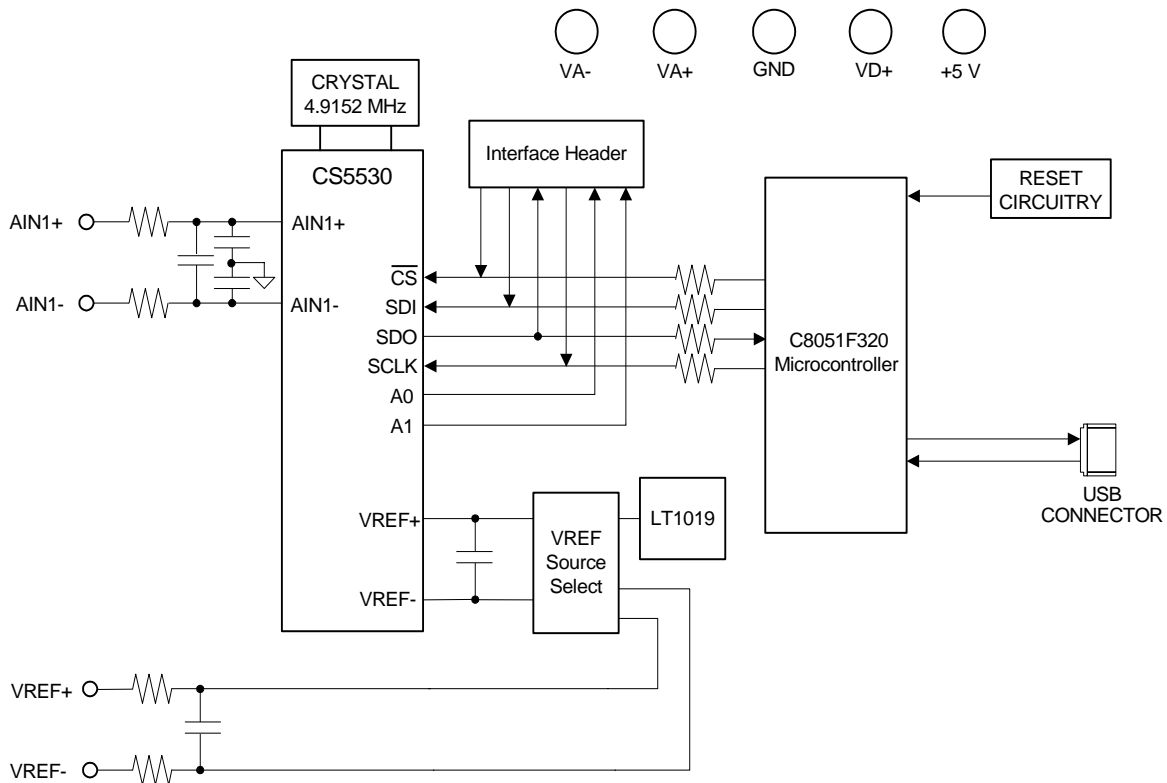 VA-
VA+
GND
VD+
+5 V
CRYSTAL
4.9152 MHz
Interface Header
CS5530
RESET
CIRCUITRY
AIN1+
AIN1+
AIN1-
AIN1-
CS
SDI
SDO
SCLK
A0
A1
C8051F320
Microcontroller
USB
CONNECTOR
VREF+
VREF-
VREF
Source
Select
LT1019
VREF+
VREF-